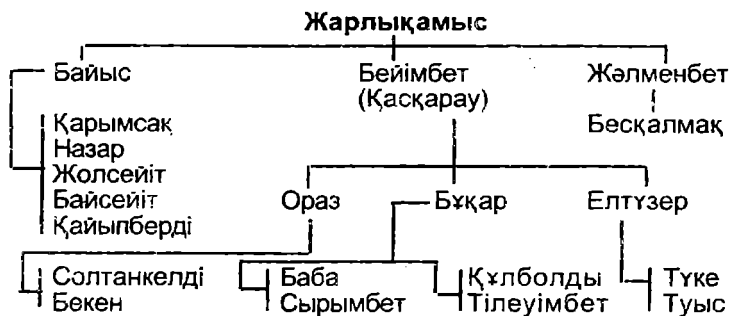 Жарлықамыс
Байыс Бейімбет Жәлменбет
(Қасқарау)
Қарымсақ Бесқалмақ
Назар
Жолсейіт
Байсейіт Ораз Бұқар Елтүзер
Қайыпберді
Солтанкелді Баба Құлболды Түке
Бекен Сырымбет Тілеуімбет Туыс